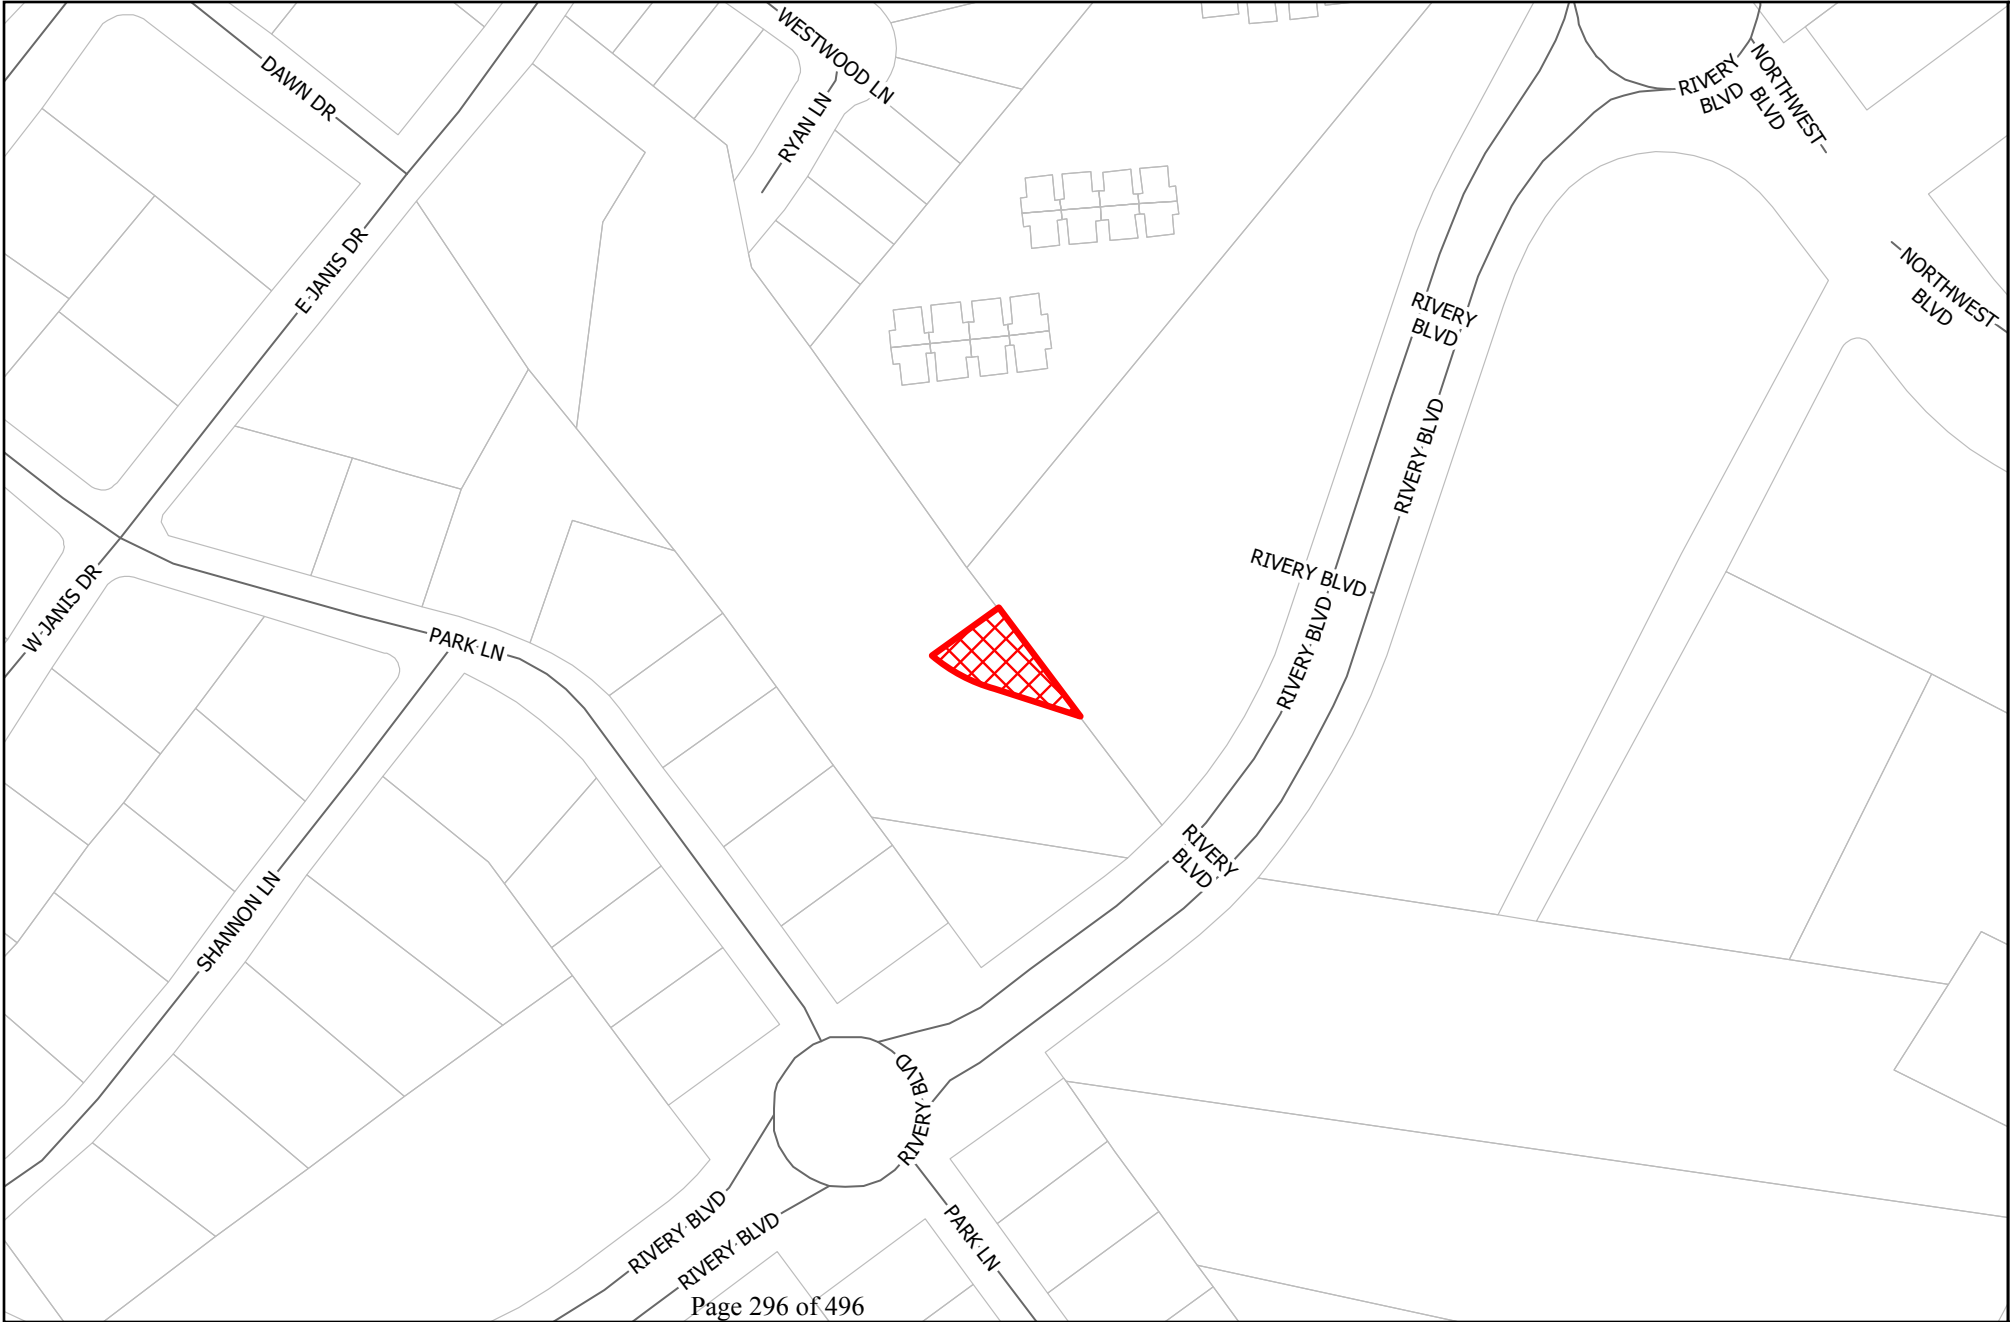 WESTWOOD LN
DAWN DR
RYAN LN
RIVERY
BLVD
NORTHWEST
BLVD
E JANIS DR
NORTHWEST
BLVD
RIVERY
BLVD
RIVERY BLVD
RIVERY BLVD
RIVERY BLVD
W JANIS DR
PARK LN
RIVERY
BLVD
SHANNON LN
RIVERY BLVD
RIVERY BLVD
RIVERY BLVD
PARK LN
Page 296 of 496